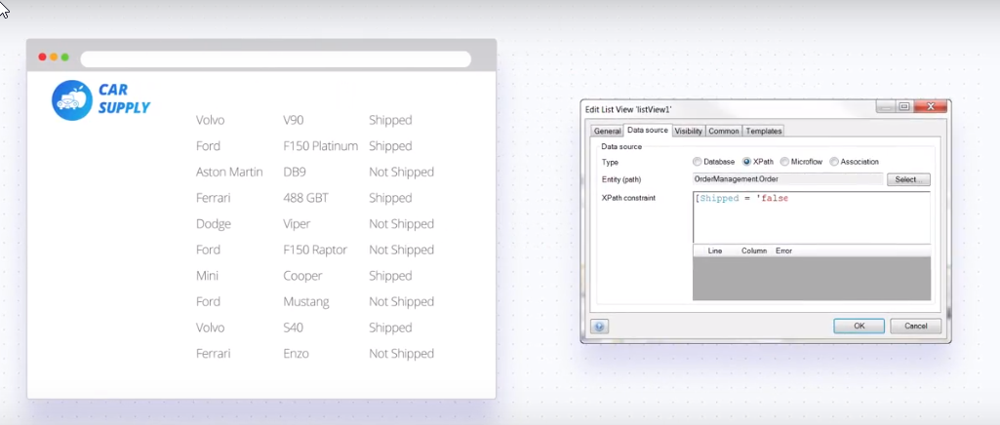 CAR
SUPPLY
Volvo V90 Shipped
Ford F150 Platinum Shipped
Aston Martin DB9 Not Shipped
Ferrari 488 GBT Shipped
Dodge Viper Not Shipped
Ford F150 Raptor Not Shipped
Mini Cooper Shipped
Ford Mustang Not Shipped
Volvo S40 Shipped
Ferrari Enzo Not Shipped
Edit List View 'listView1'
General Data source Visibility Common Templates
Data source
Type Database XPath Microflow Association
Entity (path) OrderManagement.Order Select...
XPath constraint [Shipped = 'false
Line Column Error
OK Cancel